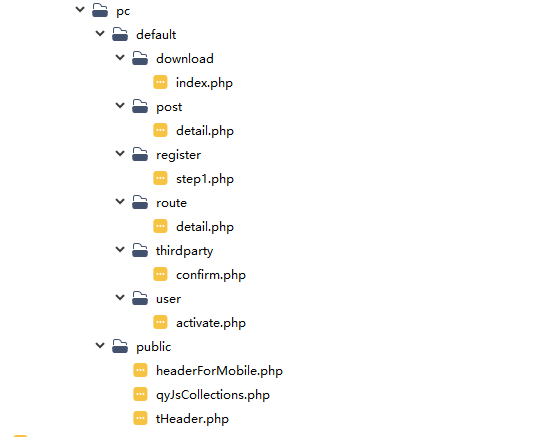 pc
default
download
index.php
post
detail.php
register
step1.php
route
detail.php
thirdparty
confirm.php
user
activate.php
public
headerForMobile.php
qyJsCollections.php
tHeader.php